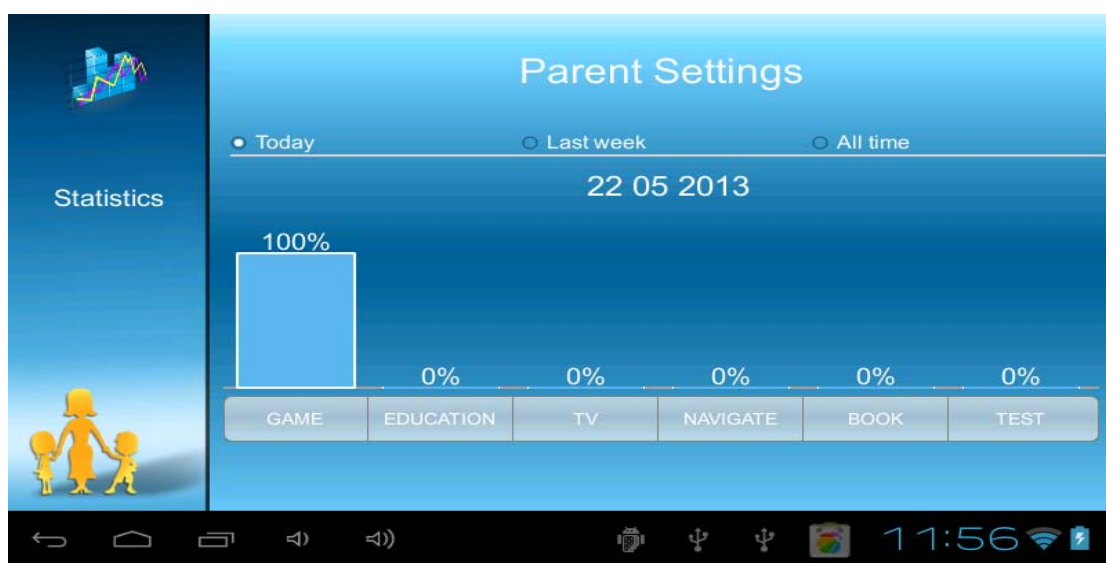 Parent Settings
Today Last week All time
Statistics
22 05 2013
100%
0% 0% 0% 0% 0%
GAME EDUCATION TV NAVIGATE BOOK TEST
11:56